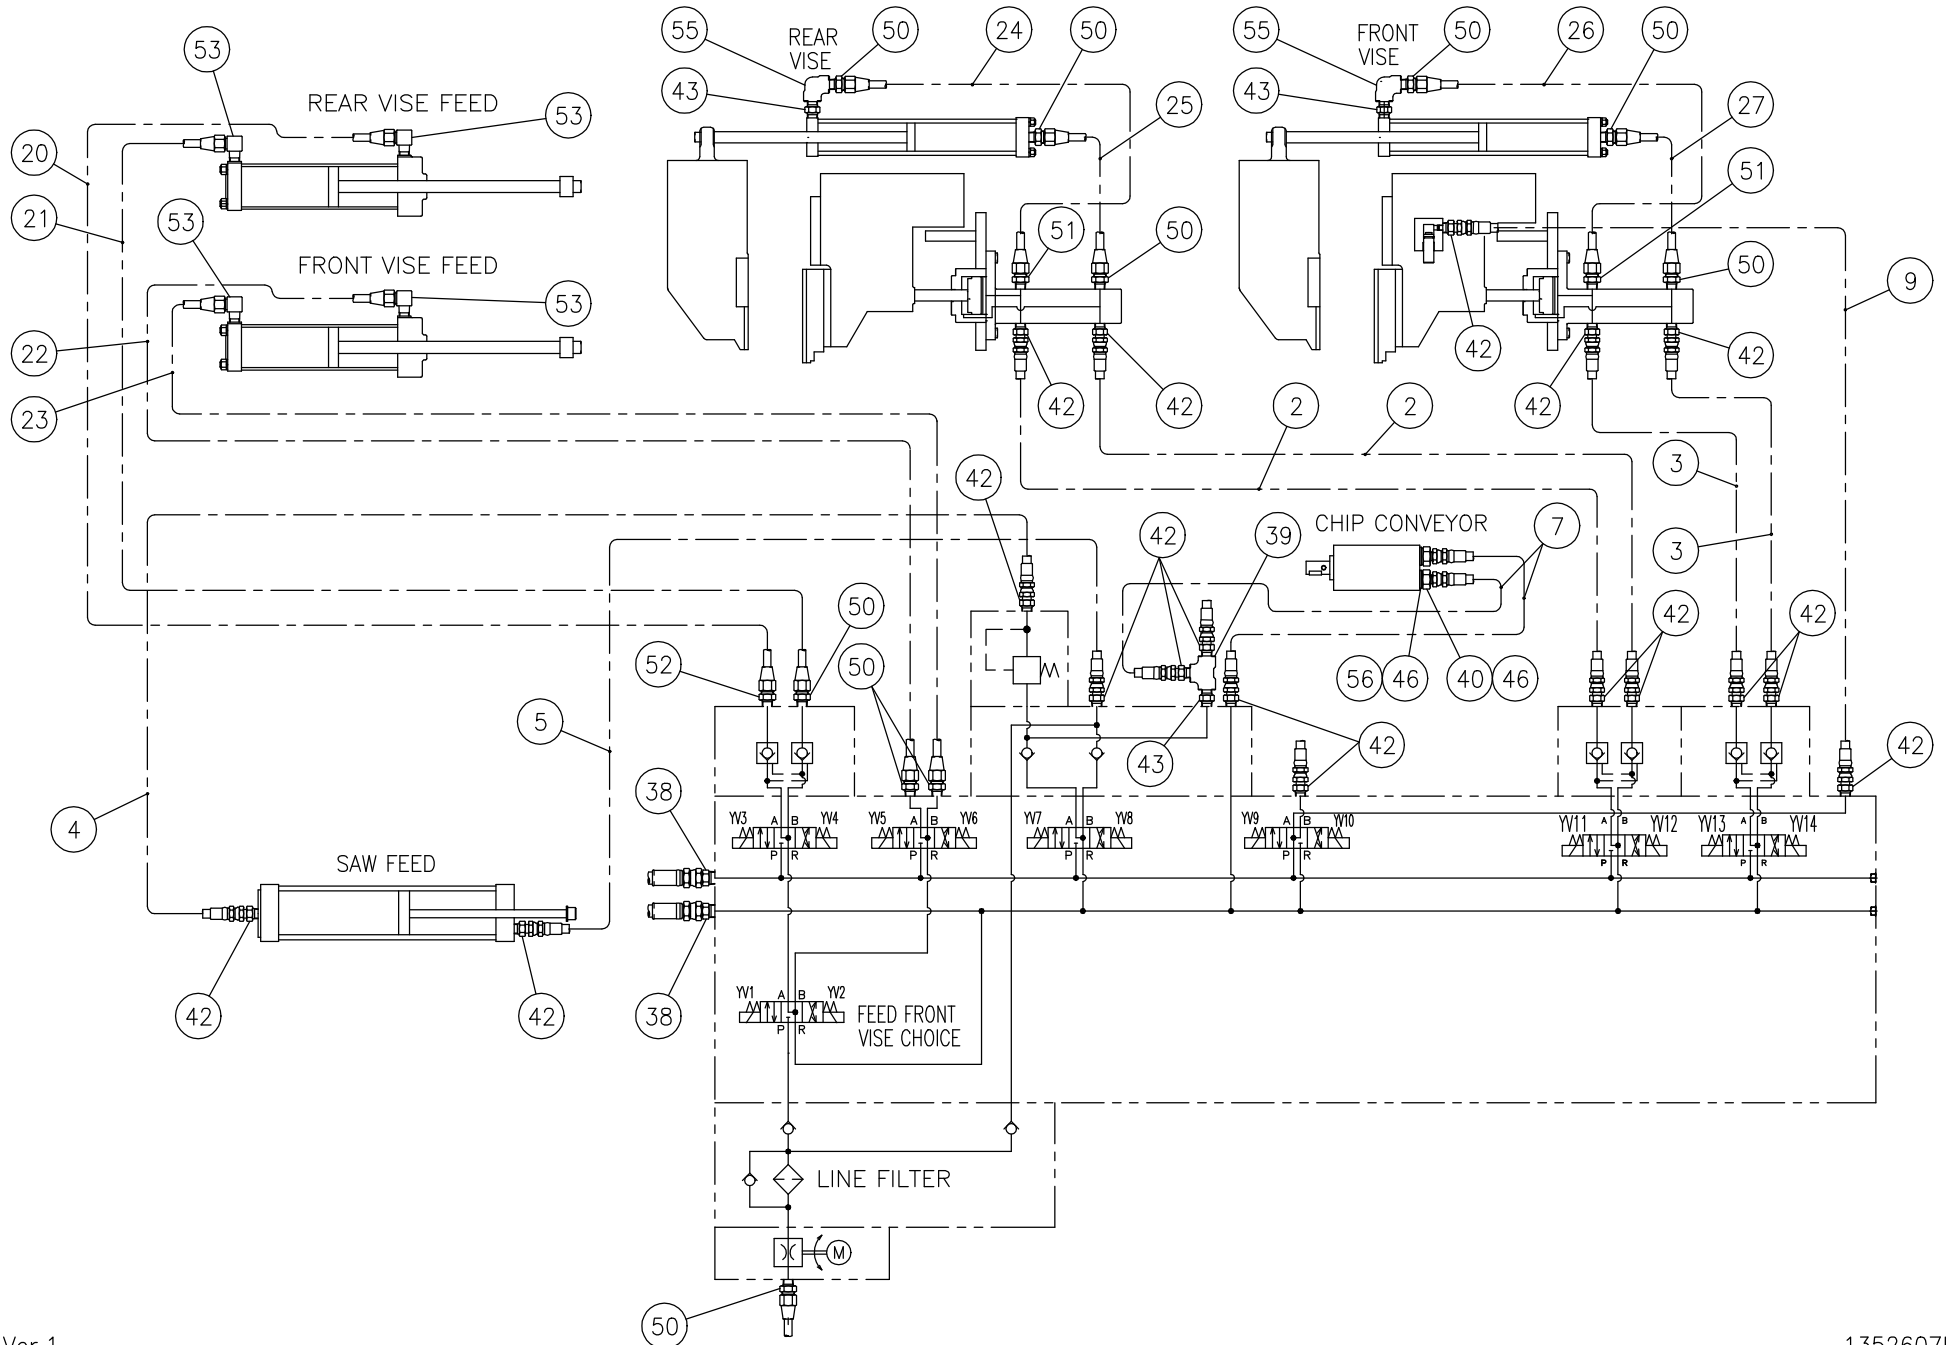 55
REAR
VISE
50
24
50
55
FRONT
VISE
50
26
50
53
REAR VISE FEED
53
43
25
43
27
20
21
53
51
50
51
50
9
FRONT VISE FEED
53
22
42
42
23
42
42
2
2
42
3
42
42
39
CHIP CONVEYOR
7
3
50
42
42
52
50
56
46
40
46
5
43
42
42
38
4
YV3
A
B
YV4
P
R
YV5
A
B
YV6
P
R
YV7
A
B
YV8
P
R
YV9
A
B
YV10
P
R
YV11
A
B
YV12
P
R
YV13
A
B
YV14
P
R
SAW FEED
42
42
38
YV1
A
B
YV2
P
R
FEED FRONT
VISE CHOICE
LINE FILTER
M
50